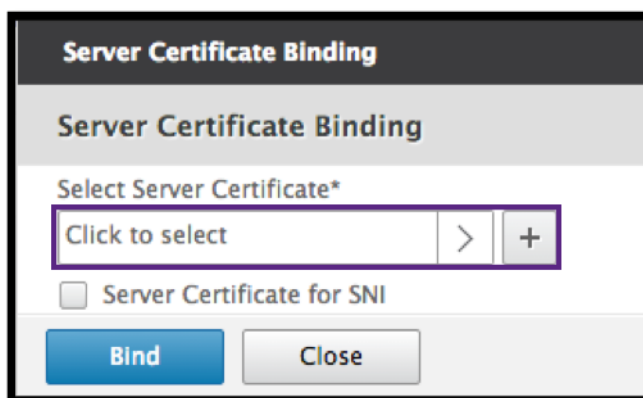 Server Certificate Binding
Server Certificate Binding
Select Server Certificate*
Click to select > +
Server Certificate for SNI
Bind Close